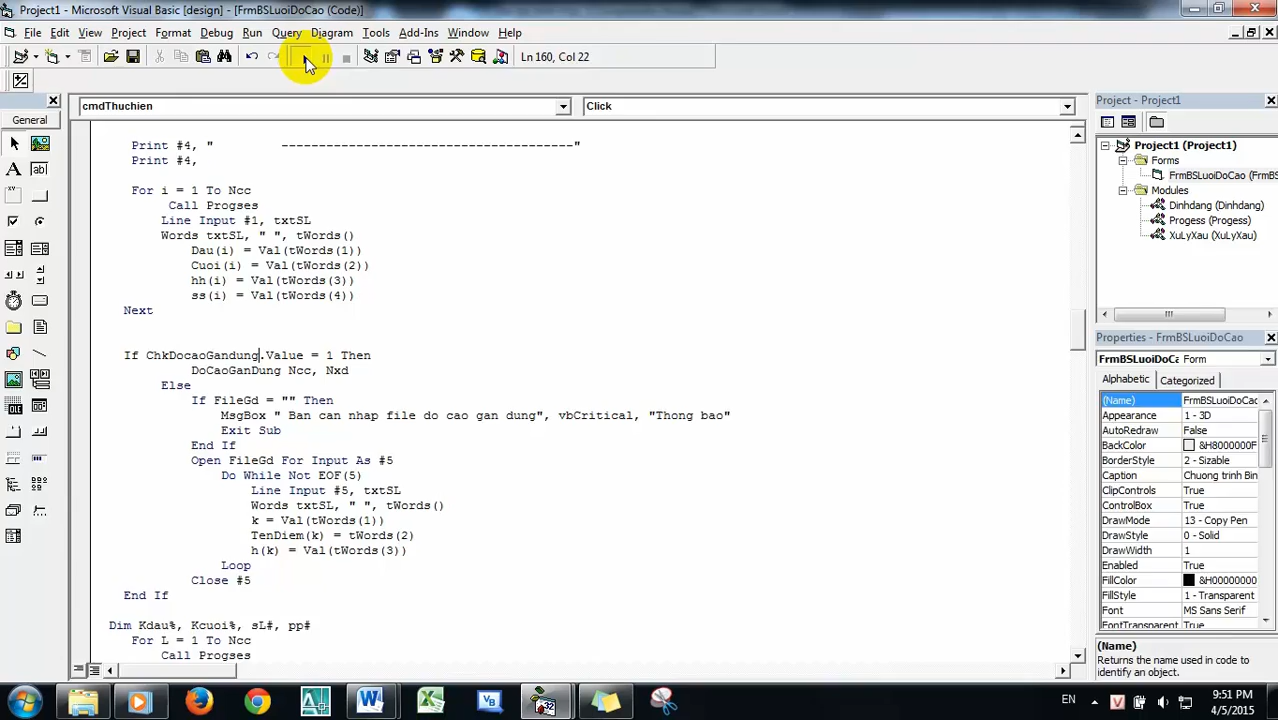 Project1 - Microsoft Visual Basic [design] - [FrmBSLuoiDoCao (Code)]
File Edit View Project Format Debug Run Query Diagram Tools Add-Ins Window Help
Ln 160, Col 22
General
cmdThuchien
Click
Print #4, " ---------------------------------------"
Print #4,
For i = 1 To Ncc
Call Progses
Line Input #1, txtSL
Words txtSL, " ", tWords()
Dau(i) = Val(tWords(1))
Cuoi(i) = Val(tWords(2))
hh(i) = Val(tWords(3))
ss(i) = Val(tWords(4))
Next
If ChkDocaoGandung.Value = 1 Then
DoCaoGanDung Ncc, Nxd
Else
If FileGd = "" Then
MsgBox " Ban can nhap file do cao gan dung", vbCritical, "Thong bao"
Exit Sub
End If
Open FileGd For Input As #5
Do While Not EOF(5)
Line Input #5, txtSL
Words txtSL, " ", tWords()
k = Val(tWords(1))
TenDiem(k) = tWords(2)
h(k) = Val(tWords(3))
Loop
Close #5
End If
Dim Kdau%, Kcuoi%, sL#, pp#
For L = 1 To Ncc
Call Progses
Project - Project1
Project1 (Project1)
Forms
FrmBSLuoiDoCao (FrmBS
Modules
Dinhdang (Dinhdang)
Progess (Progess)
XuLyXau (XuLyXau)
Properties - FrmBSLuoiDoCao
FrmBSLuoiDoCa Form
Alphabetic Categorized
(Name) FrmBSLuoiDoCao
Appearance 1 - 3D
AutoRedraw False
BackColor &H8000000F
BorderStyle 2 - Sizable
Caption Chuong trinh Bin
ClipControls True
ControlBox True
DrawMode 13 - Copy Pen
DrawStyle 0 - Solid
DrawWidth 1
Enabled True
FillColor &H00000000
FillStyle 1 - Transparent
Font MS Sans Serif
FontTransparent True
(Name)
Returns the name used in code to
identify an object.
EN
9:51 PM
4/5/2015